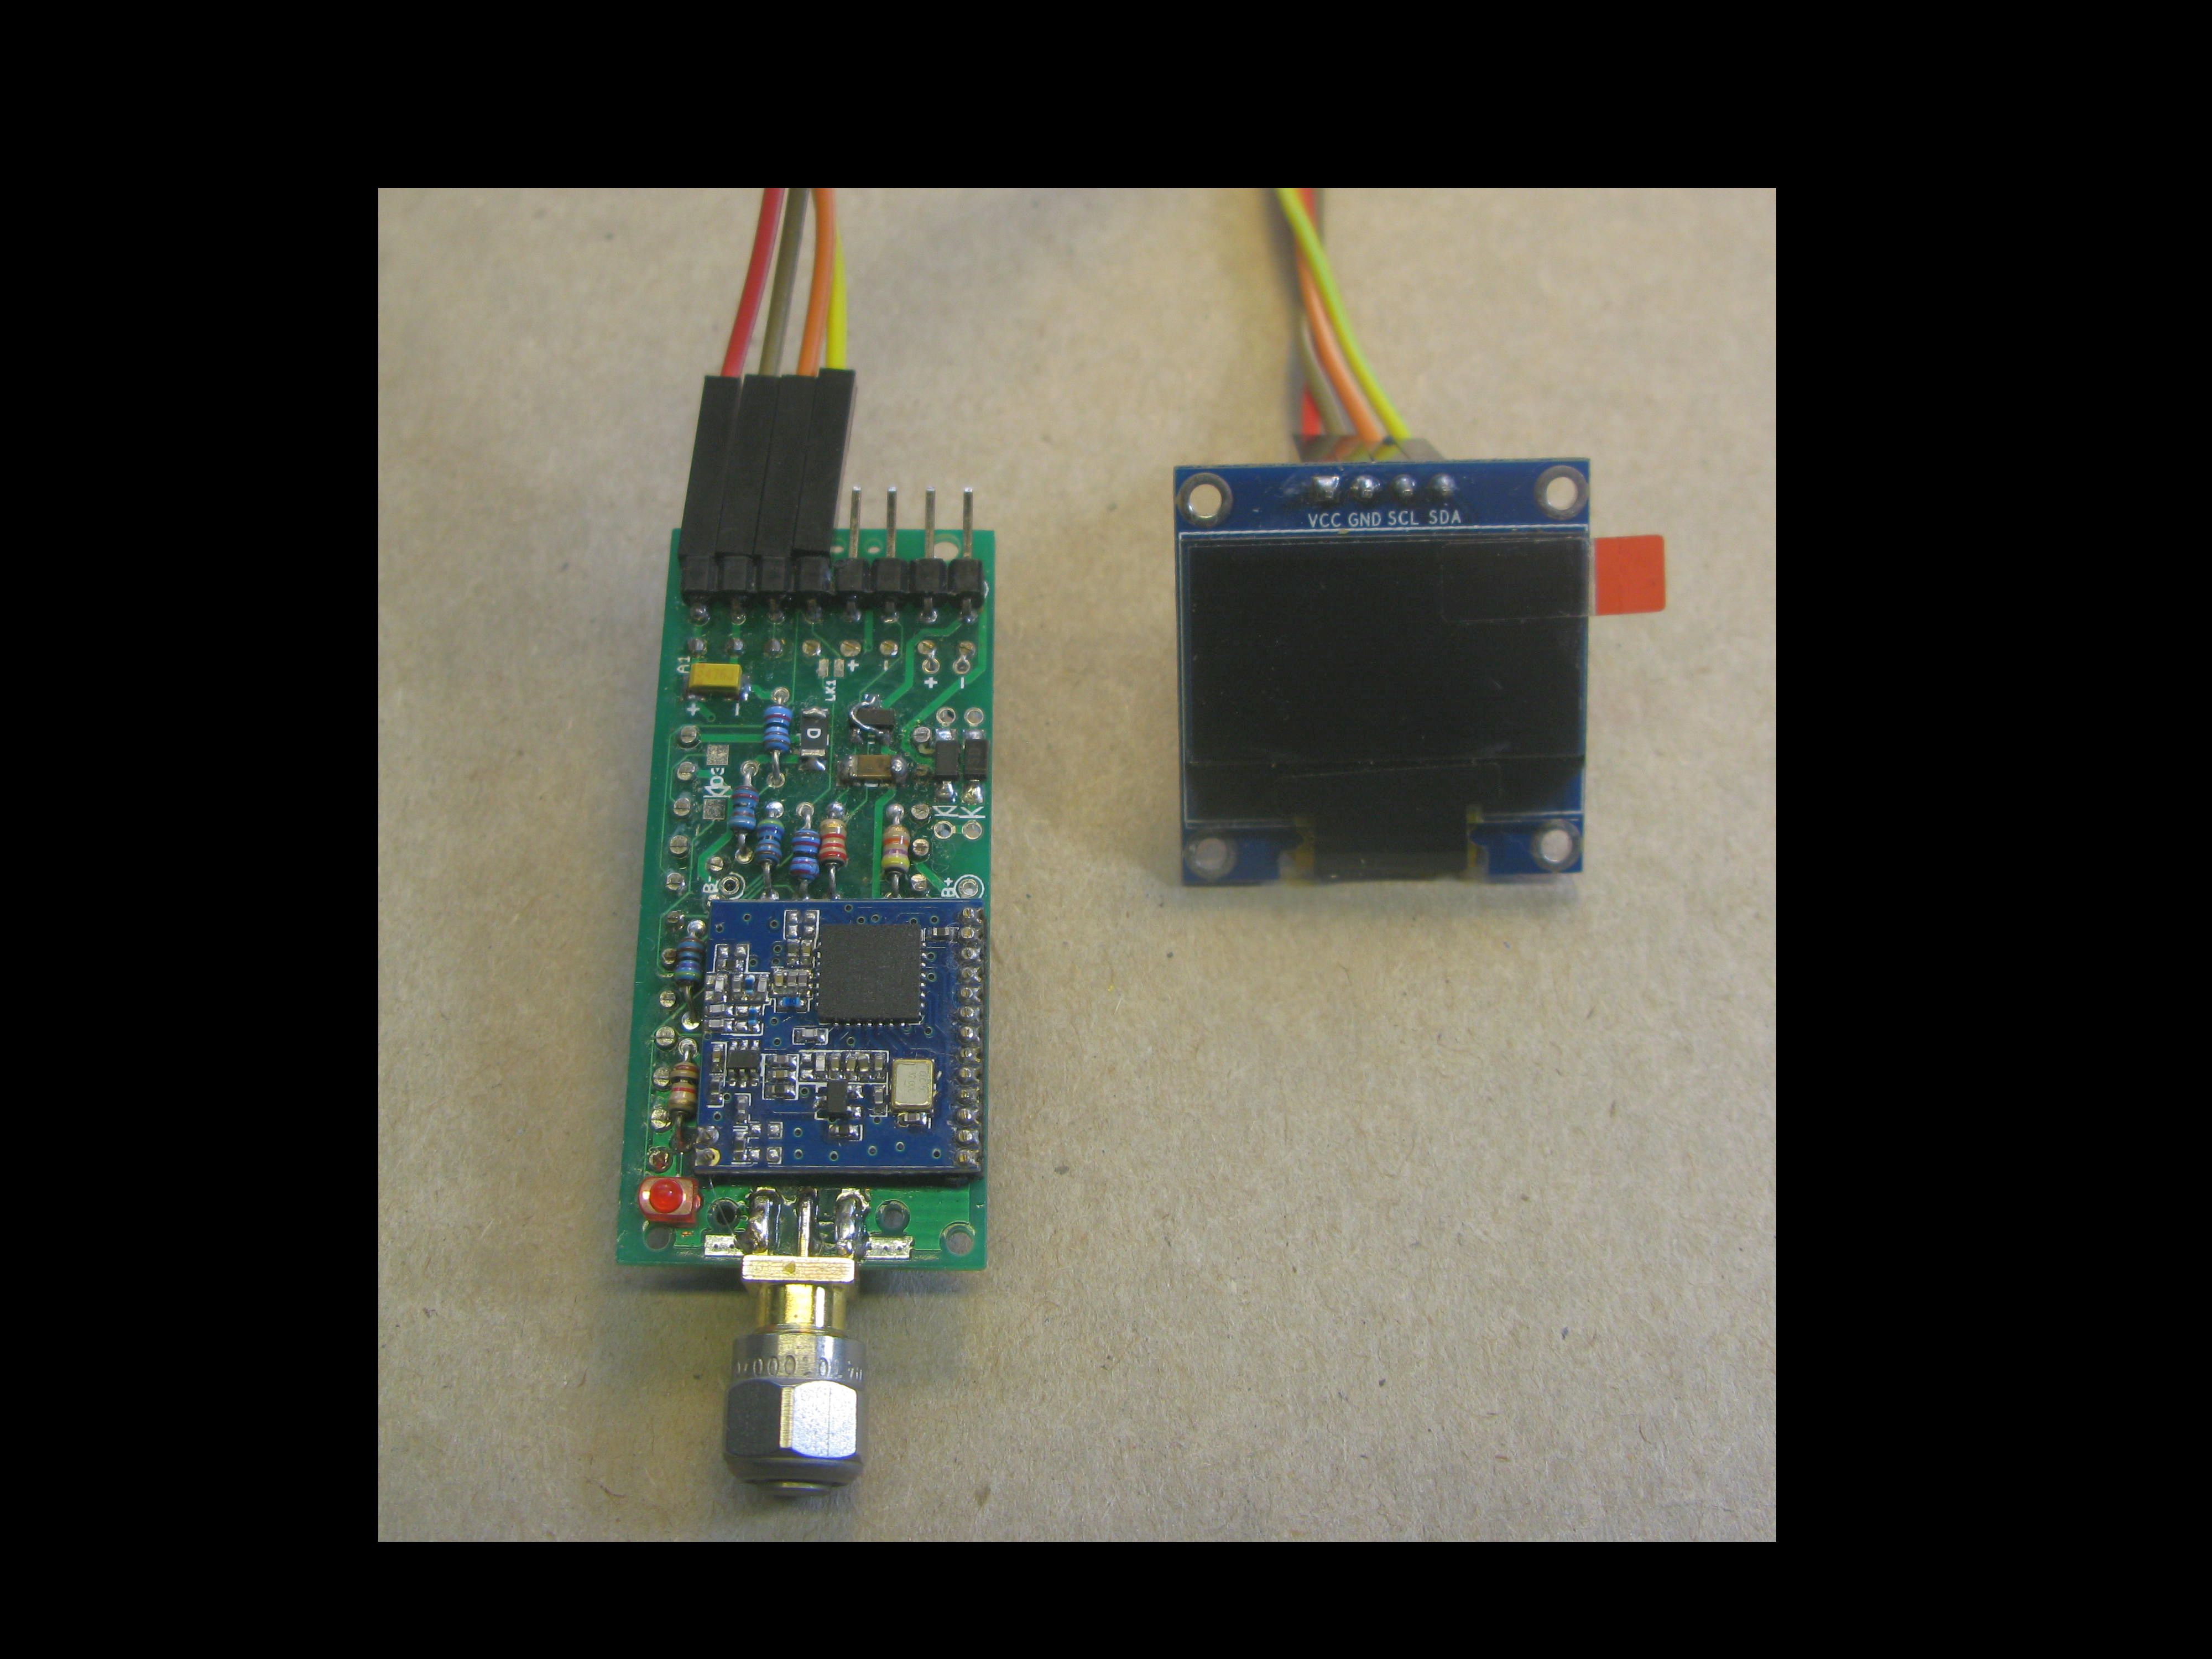 VCC GND SCL SDA
A1
+
-
+
-
+
-
LK1
D
K
K
B-
B+